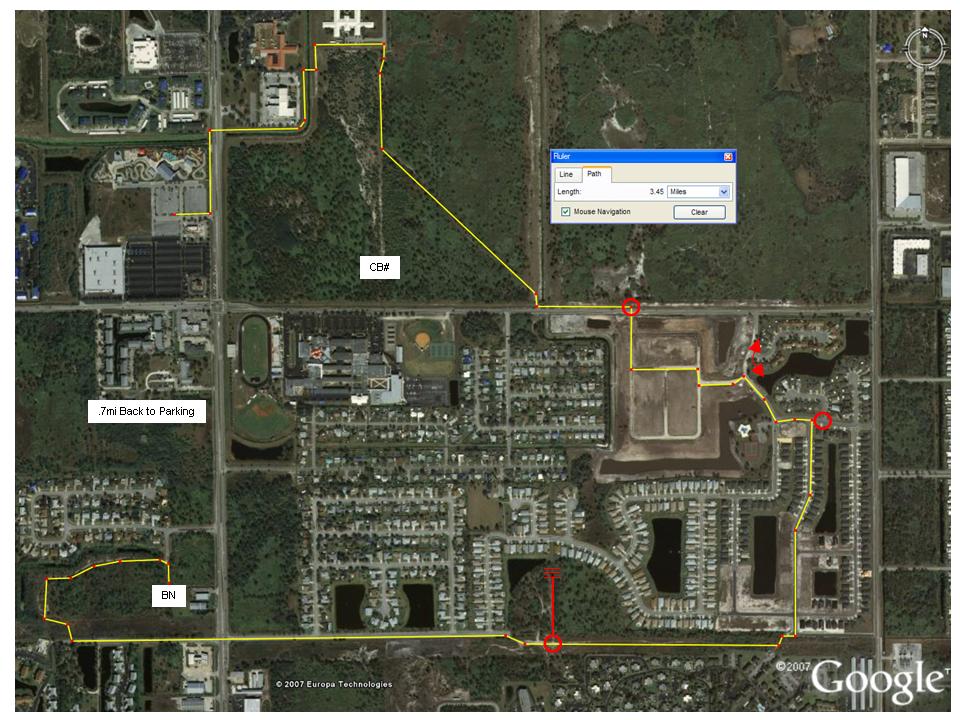 N
Ruler
Line Path
Length: 3.45 Miles
Mouse Navigation Clear
CB#
.7mi Back to Parking
BN
© 2007 Europa Technologies
©2007 Google™